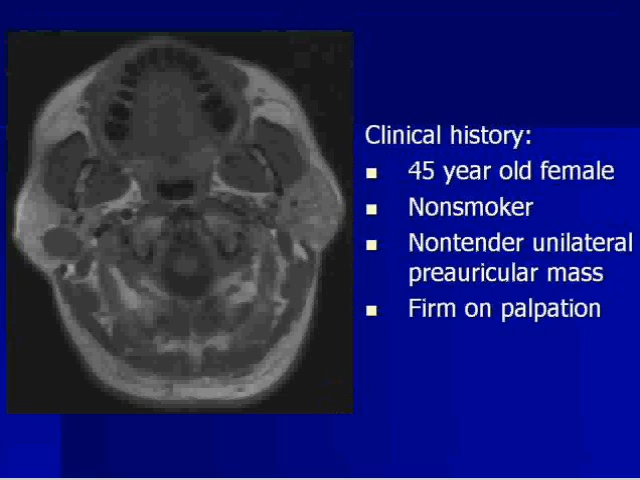 Clinical history:
45 year old female
Nonsmoker
Nontender unilateral
preauricular mass
Firm on palpation